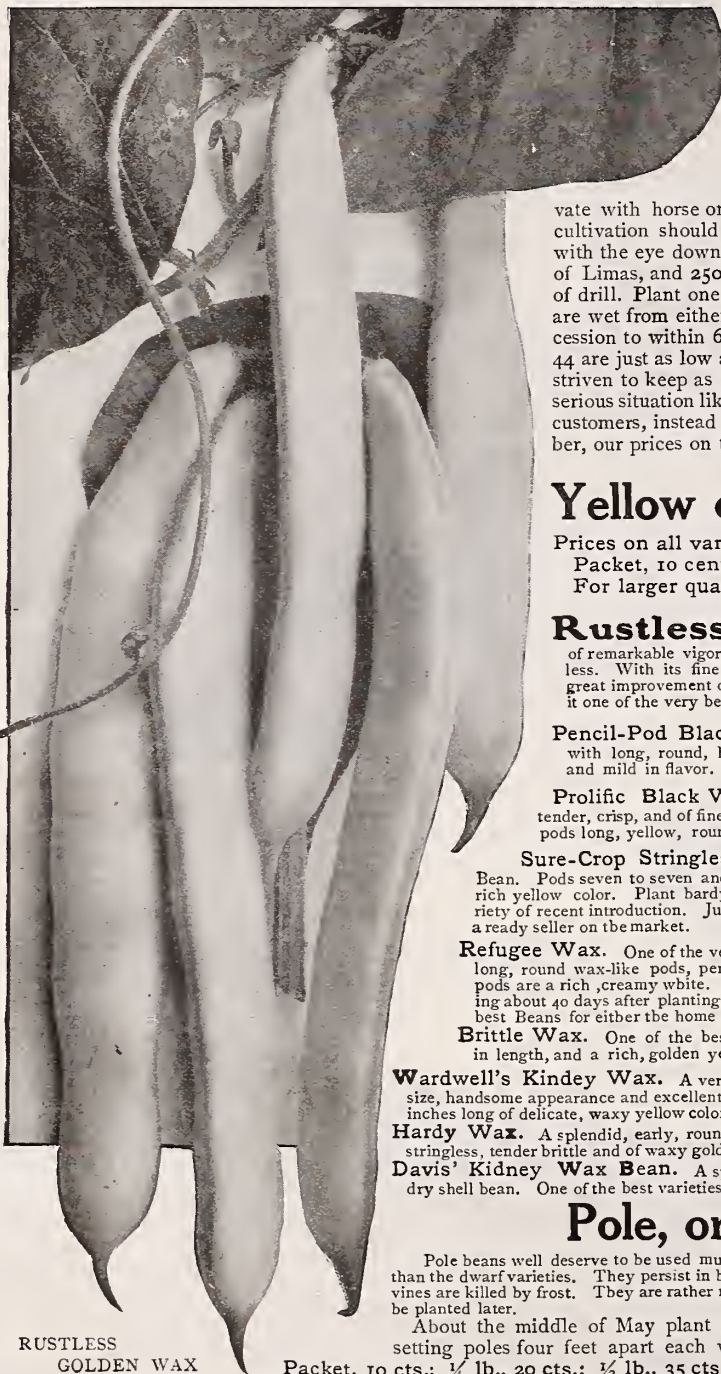 vate with horse or
cultivation should
with the eye down
of Limas, and 250
of drill. Plant one
are wet from either
cession to within 6
44 are just as low a
striven to keep as
serious situation lik
customers, instead
ber, our prices on t
Yellow
Prices on all var
Packet, 10 cen
For larger qua
Rustless
of remarkable vigor
less. With its fine
great improvement o
it one of the very be
Pencil-Pod Blac
with long, round,
and mild in flavor.
Prolific Black
tender, crisp, and of fine
pods long, yellow, roun
Sure-Crop Stringle
Bean. Pods seven to seven and
rich yellow color. Plant bardy
riety of recent introduction. Ju
a ready seller on tbe market.
Refugee Wax. One of the ve
long, round wax-like pods, per
pods are a rich ,creamy wbite.
ing about 40 days after planting
best Beans for either tbe home
Brittle Wax. One of the bes
in length, and a rich, golden ye
Wardwell's Kindey Wax. A ver
size, handsome appearance and excellent
inches long of delicate, waxy yellow colo
Hardy Wax. A splendid, early, roun
stringless, tender brittle and of waxy gold
Davis' Kidney Wax Bean. A s
dry shell bean. One of the best varieties
Pole, or
Pole beans well deserve to be used mu
than the dwarf varieties. They persist in b
vines are killed by frost. They are rather
be planted later.
About the middle of May plant
setting poles four feet apart each
RUSTLESS
GOLDEN WAX
Packet, 10 cts.; ¼ lb., 20 cts.; ½ lb., 35 cts